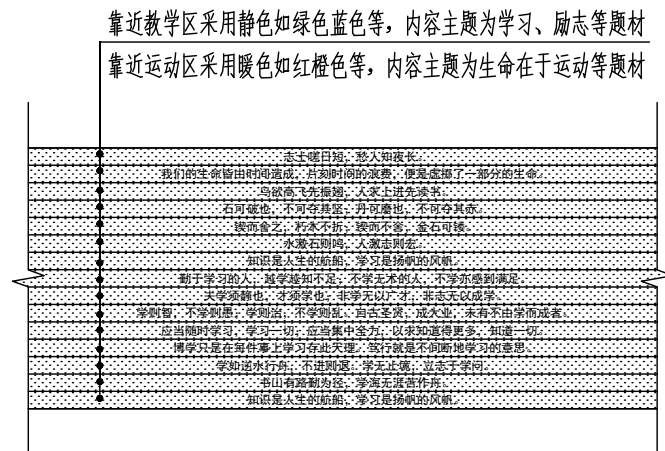 靠近教学区采用静色如绿色蓝色等，内容主题为学习、励志等题材
靠近运动区采用暖色如红橙色等，内容主题为生命在于运动等题材
志士嗟日短，愁人知夜长。
我们的生命皆由时间造成，片刻时间的浪费，便是虚掷了一部分的生命。
鸟欲高飞先振翅，人求上进先读书。
石可破也，不可夺其坚；丹可磨也，不可夺其赤。
锲而舍之，朽木不折；锲而不舍，金石可镂。
水激石则鸣，人激志则宏。
知识是人生的航船，学习是扬帆的风帆。
勤于学习的人，越学越知不足；不学无术的人，不学亦感到满足。
夫学须静也，才须学也；非学无以广才，非志无以成学。
学则智，不学则愚；学则治，不学则乱。自古圣贤，成大业，未有不由学而成者。
应当随时学习，学习一切；应当集中全力，以求知道得更多，知道一切。
博学只是在每件事上学习存此天理。笃行就是不间断地学习的意思。
学如逆水行舟，不进则退。学无止境，立志于学问。
书山有路勤为径，学海无涯苦作舟。
知识是人生的航船，学习是扬帆的风帆。